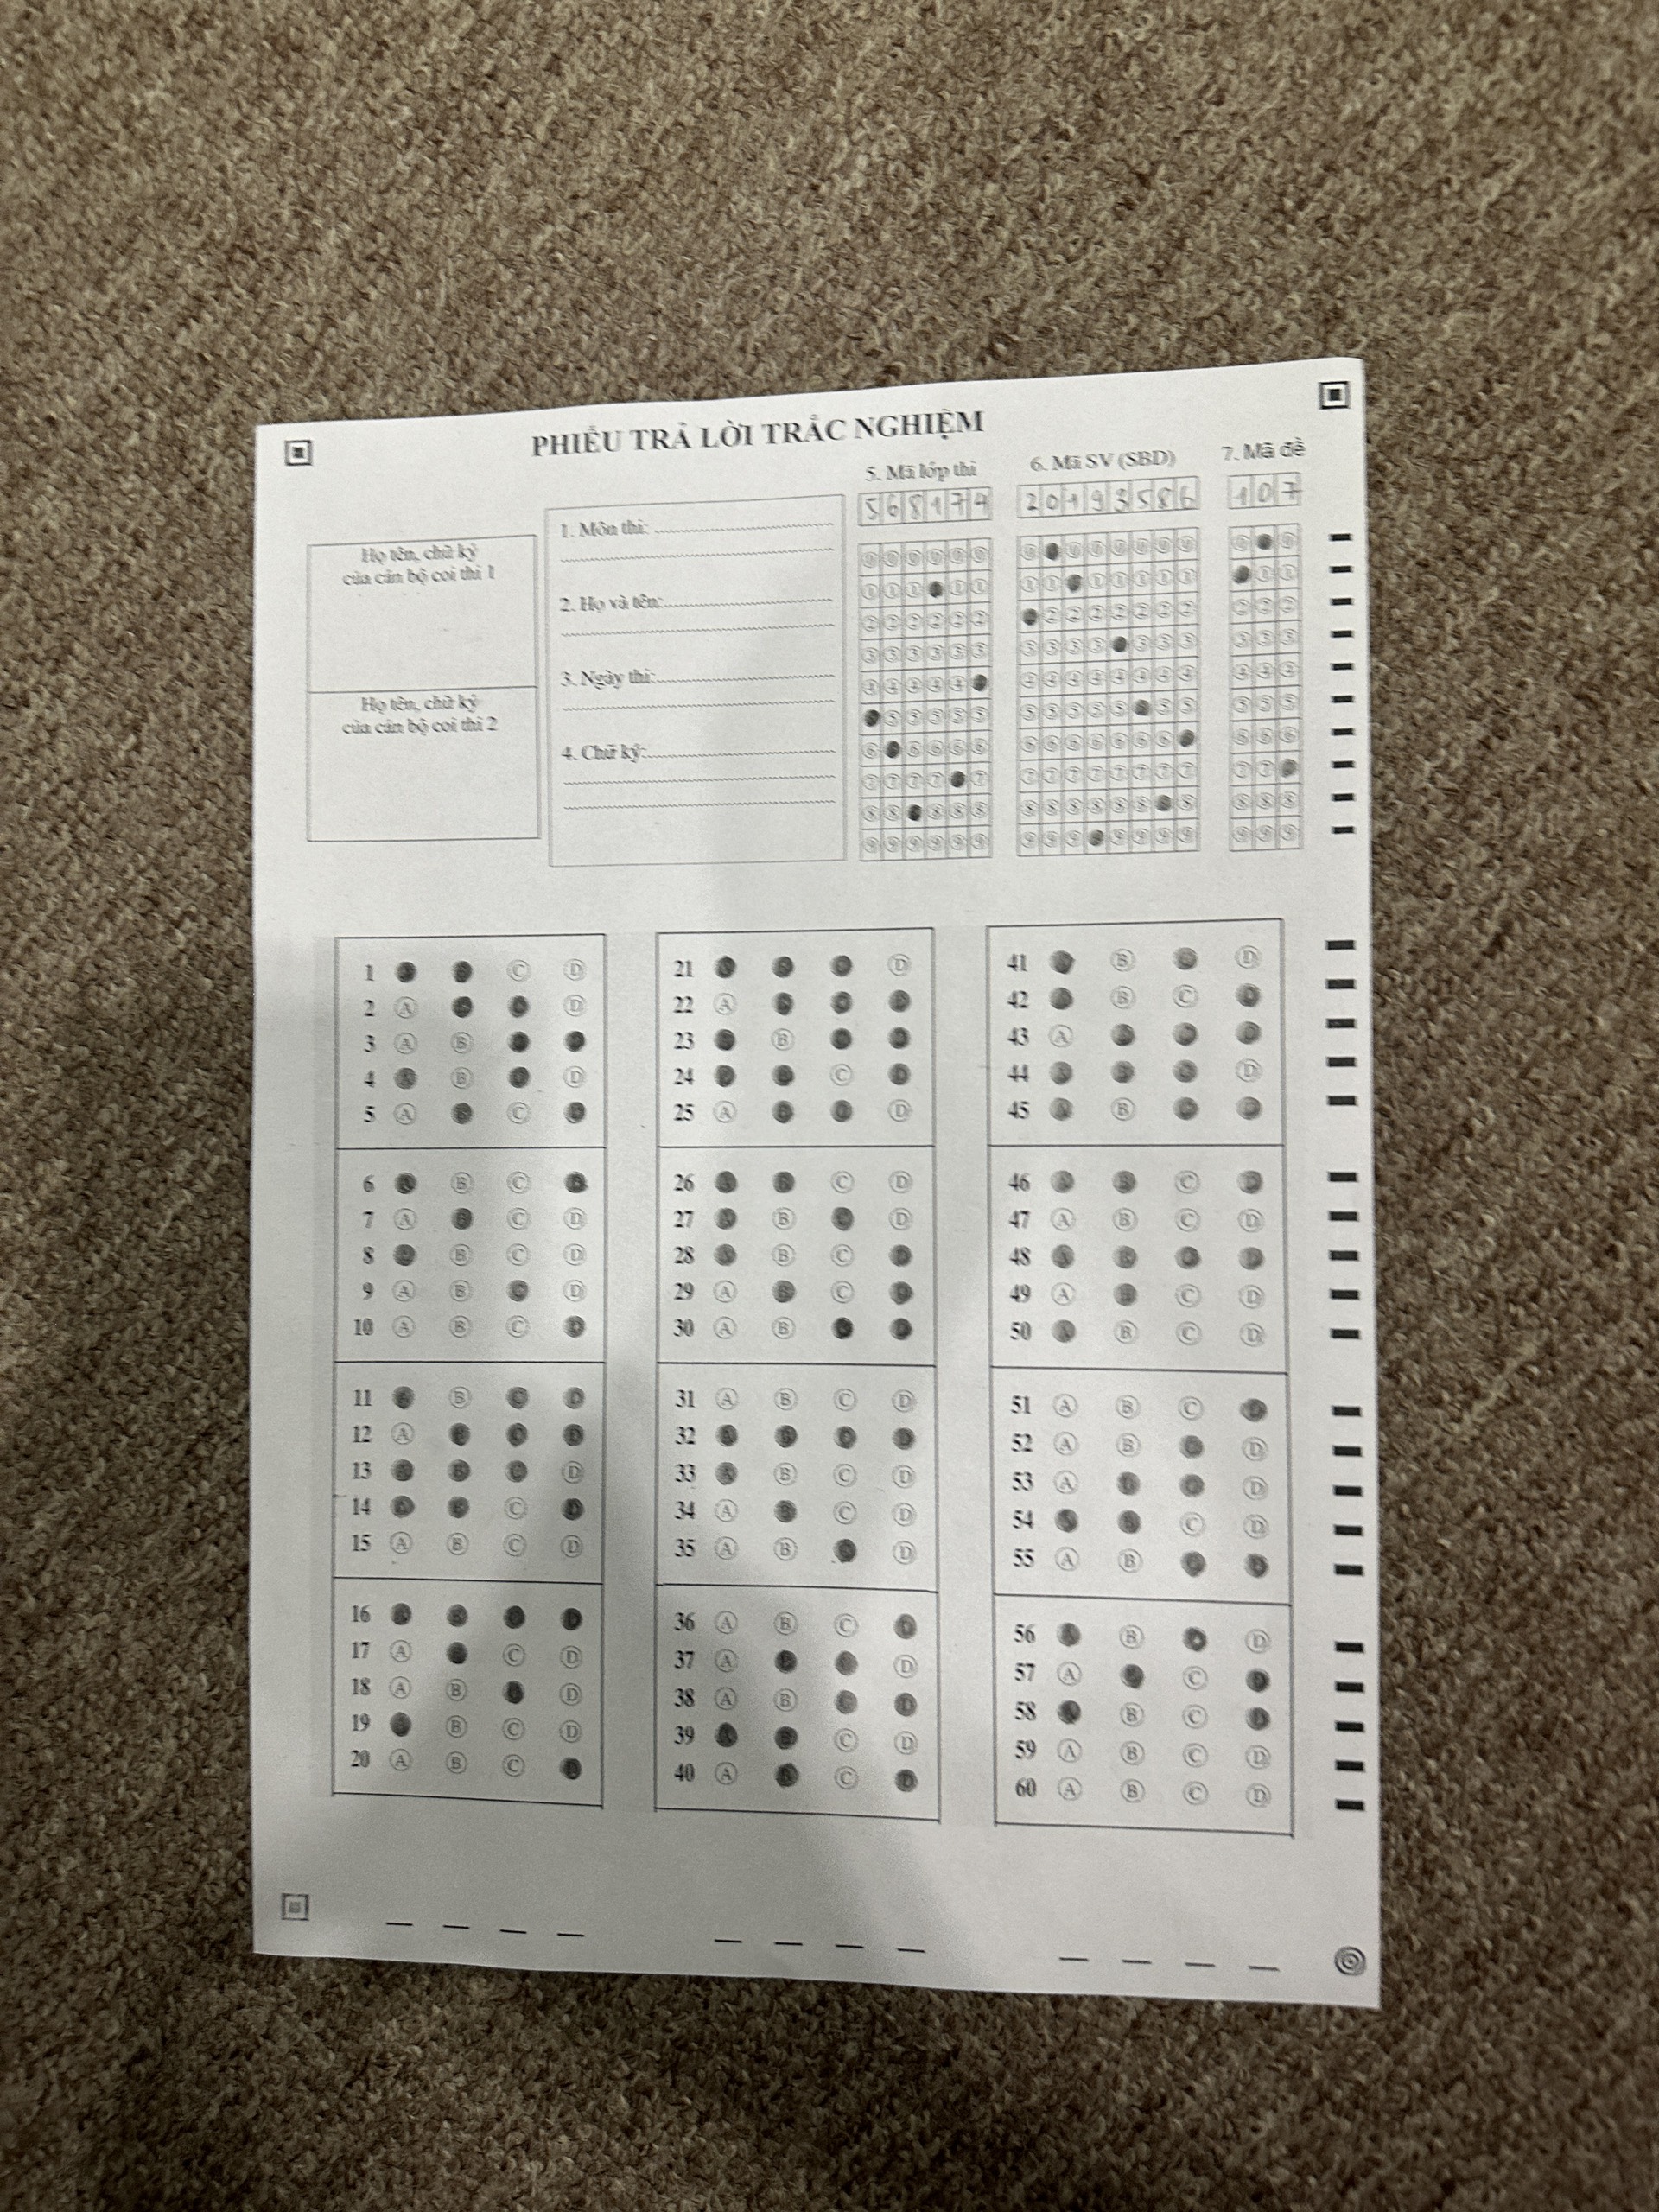 PHIẾU TRẢ LỜI TRẮC NGHIỆM
Họ tên, chữ ký
của cán bộ coi thi 1
Họ tên, chữ ký
của cán bộ coi thi 2
1. Môn thi:
2. Họ và tên:
3. Ngày thi:
4. Chữ ký:
5. Mã lớp thi
568174
6. Mã SV (SBD)
20193586
7. Mã đề
107
1 C D
2 A D
3 A B
4 B D
5 A C
6 B C
7 A C D
8 B C D
9 A B D
10 A B C
11 B
12 A
13 D
14 C
15 A B C D
16
17 A C D
18 A B D
19 B C D
20 A B C
21 D
22 A
23 B
24 C
25 A D
26 C D
27 B D
28 B C
29 A C
30 A B
31 A B C D
32
33 B C D
34 A C D
35 A B D
36 A B C
37 A D
38 A B
39 C D
40 A C
41 B D
42 B C
43 A
44 D
45 B
46 C
47 A B C D
48
49 A C D
50 B C D
51 A B C
52 A B D
53 A D
54 C D
55 A B
56 B D
57 A C
58 B C
59 A B C D
60 A B C D